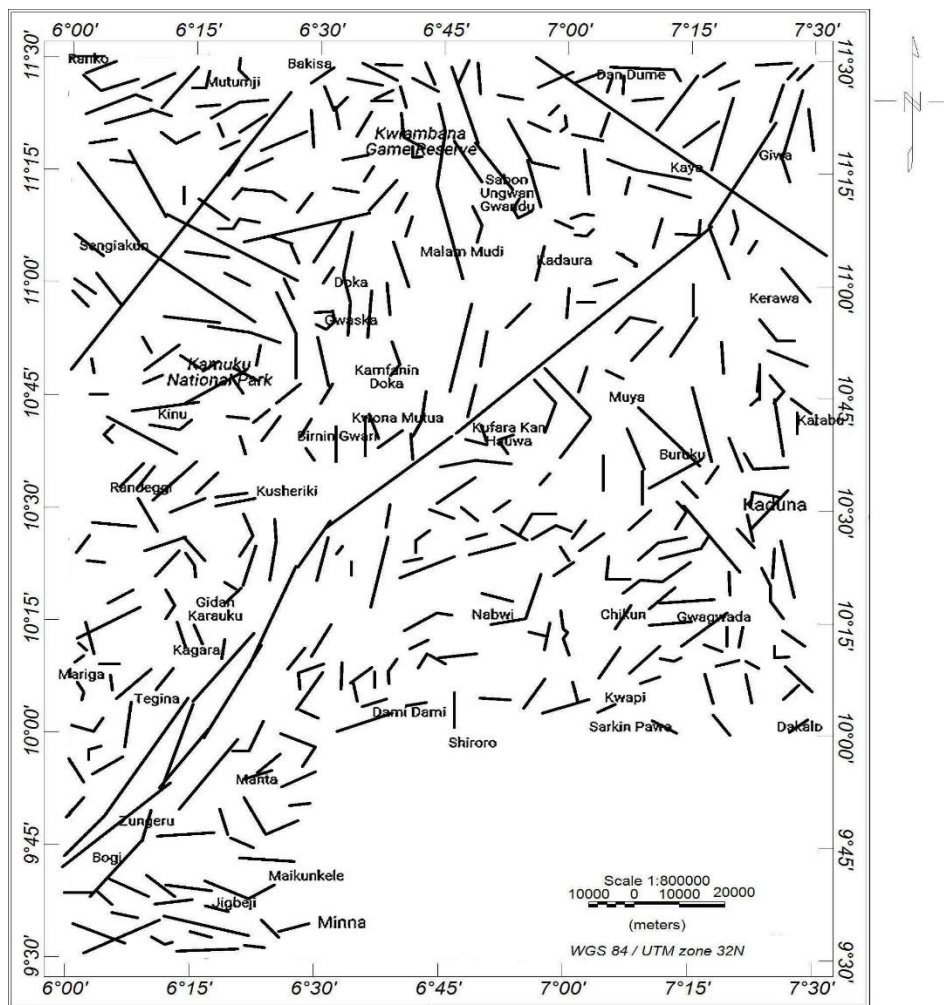 6°00' 6°15' 6°30' 6°45' 7°00' 7°15' 7°30'
11°30' 11°30'
Ranko
Bakisa
Mutumji
Dan Dume
N
Kwiambana
Game Reserve
Giwa
Kaya
11°15' 11°15'
Sabon
Ungwan
Gwandu
Sengiakun
Malam Mudi
Kadaura
11°00' 11°00'
Doka
Kerawa
Gwaska
Kamuku
National Park
Kamfanin
Doka
10°45' 10°45'
Muya
Kinu
Kwona Mutua
Katabu
Birnin Gwari
Kufara Kan
Hauwa
Buruku
Randeggi
Kusheriki
Kaduna
10°30' 10°30'
Gidan
Karauku
Nabwi
Chikun
Gwagwada
10°15' 10°15'
Kagara
Mariga
Tegina
Kwapi
Dami Dami
10°00' 10°00'
Sarkin Pawa
Dakalo
Shiroro
Manta
Zungeru
9°45' 9°45'
Bogi
Maikunkele
Jigbeji
Minna
Scale 1:800000
10000 0 10000 20000
(meters)
WGS 84 / UTM zone 32N
9°30' 9°30'
6°00' 6°15' 6°30' 6°45' 7°00' 7°15' 7°30'